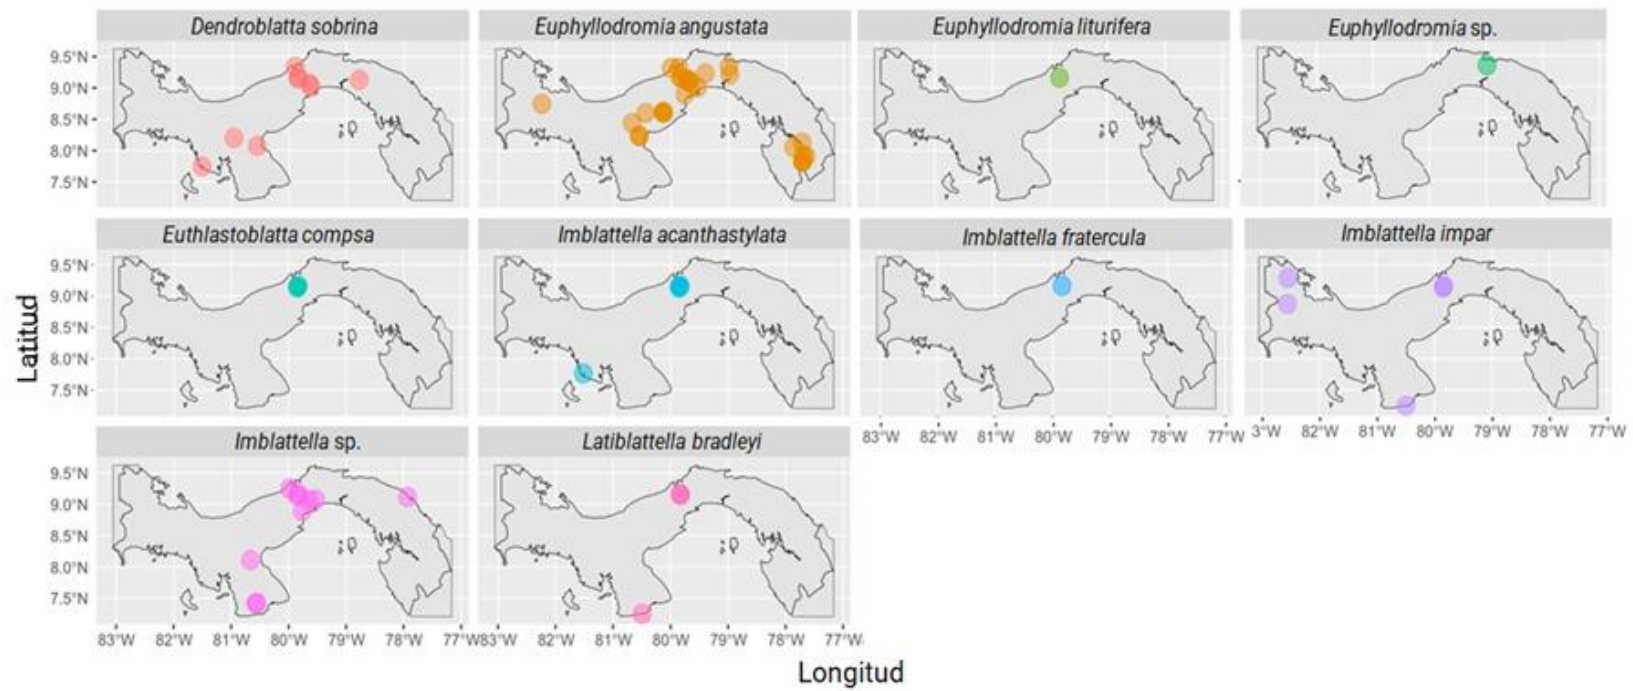 Dendroblatta sobrina
Euphyllodromia angustata
Euphyllodromia liturifera
Euphyllodromia sp.
9.5°N
9.0°N
8.5°N
8.0°N
7.5°N
Euthlastoblatta compsa
Imblattella acanthastylata
Imblattella fratercula
Imblattella impar
9.5°N
9.0°N
8.5°N
8.0°N
7.5°N
83°W 82°W 81°W 80°W 79°W 78°W 77°W
3°W 82°W 81°W 80°W 79°W 78°W 77°W
Imblattella sp.
Latiblattella bradleyi
9.5°N
9.0°N
8.5°N
8.0°N
7.5°N
83°W 82°W 81°W 80°W 79°W 78°W 77°W
83°W 82°W 81°W 80°W 79°W 78°W 77°W
Latitud
Longitud